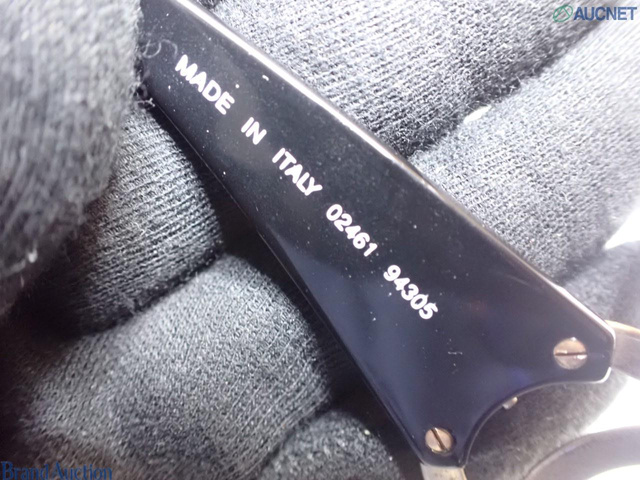 AUCNET
MADE IN ITALY 02461 94305
Brand Auction